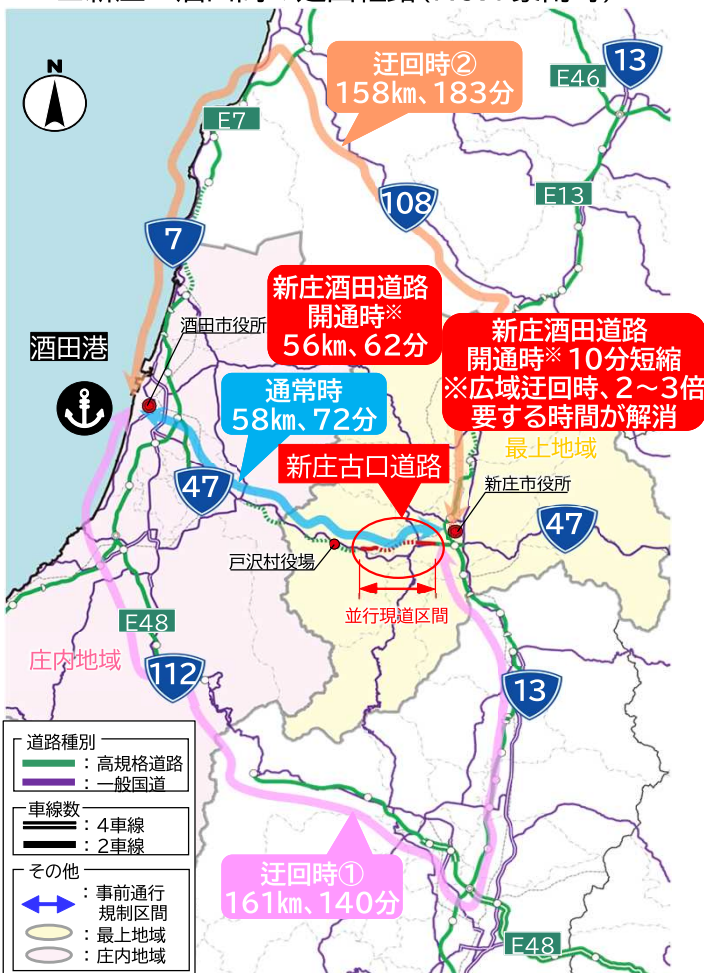 N
迂回時②
158㎞、183分
13
E46
E7
E13
108
7
新庄酒田道路
開通時※
56㎞、62分
新庄酒田道路
開通時※ 10分短縮
※広域迂回時、2～3倍
要する時間が解消
酒田市役所
酒田港
通常時
58㎞、72分
最上地域
新庄古口道路
47
新庄市役所
47
戸沢村役場
並行現道区間
E48
庄内地域
112
13
道路種別
：高規格道路
：一般国道
車線数
：4車線
：2車線
その他
：事前通行
規制区間
：最上地域
：庄内地域
迂回時①
161㎞、140分
E48